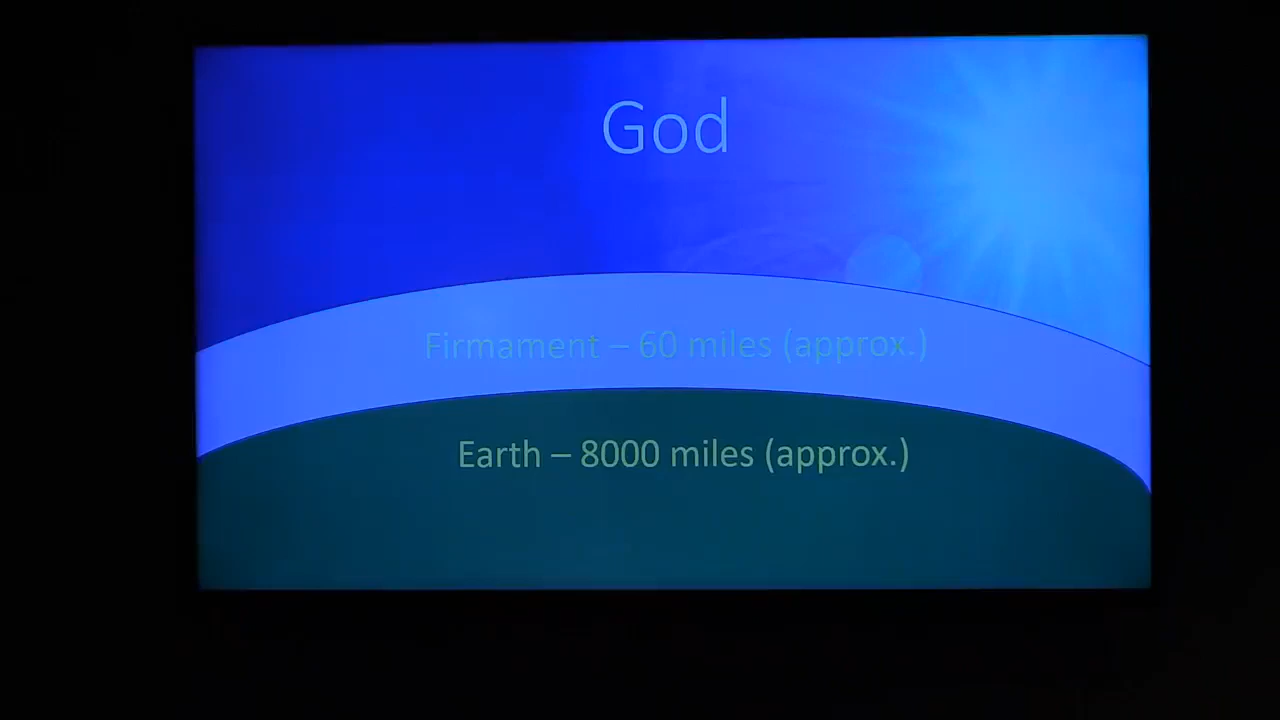 God
Firmament – 60 miles (approx.)
Earth – 8000 miles (approx.)